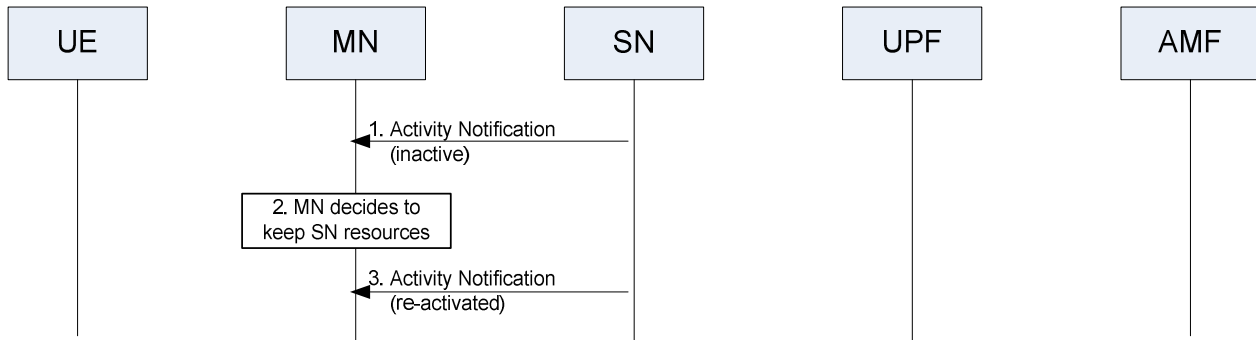 UE
MN
SN
UPF
AMF
1. Activity Notification
(inactive)
2. MN decides to
keep SN resources
3. Activity Notification
(re-activated)